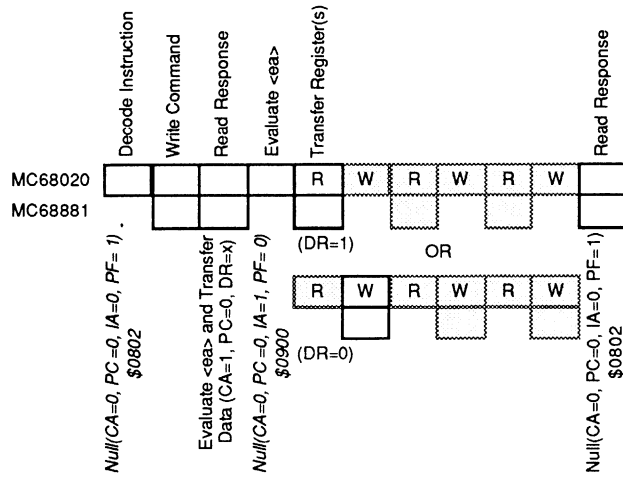 Decode Instruction
Write Command
Read Response
Evaluate <ea>
Transfer Register(s)
Read Response
MC68020
R W R W R W
MC68881
(DR=1)
OR
R W R W R W
(DR=0)
Null(CA=0, PC=0, IA=0, PF=1) .
$0802
Evaluate <ea> and Transfer
Data (CA=1, PC=0, DR=x)
Null(CA=0, PC=0, IA=1, PF=0)
$0900
Null(CA=0, PC=0, IA=0, PF=1)
$0802